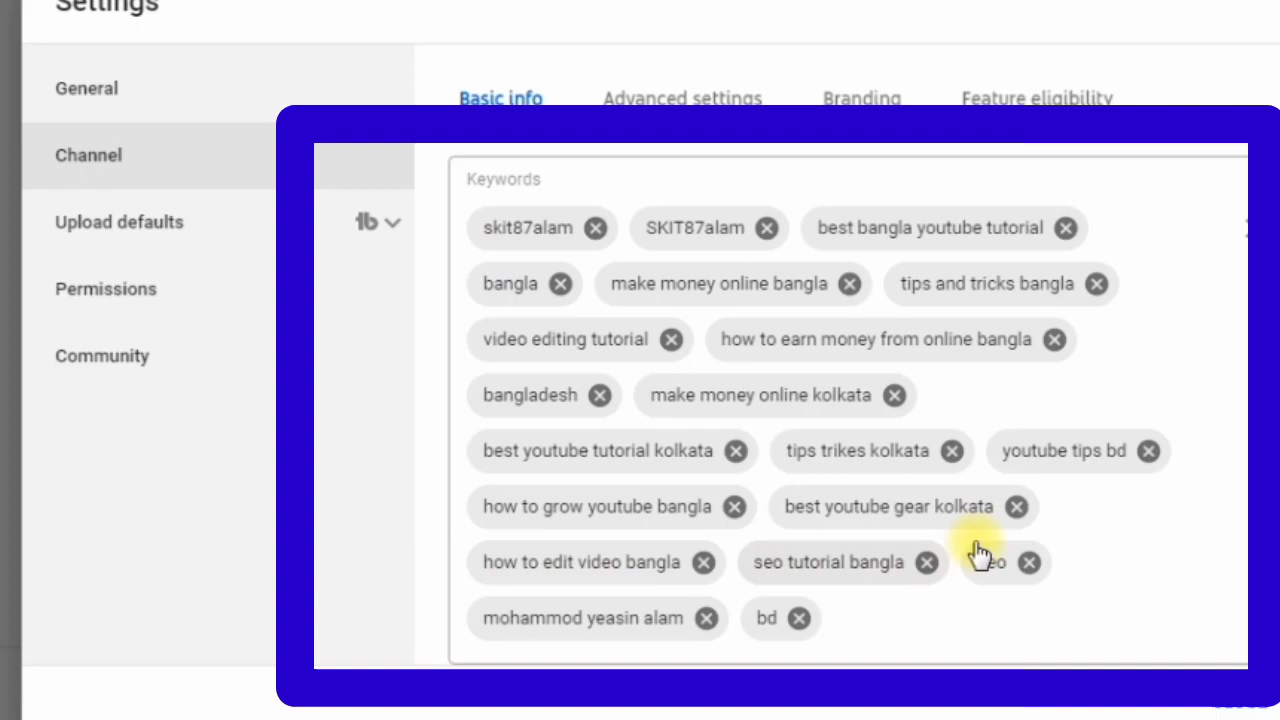 Settings
General
Basic info Advanced settings Branding Feature eligibility
Channel
Keywords
Upload defaults
skit87alam SKIT87alam best bangla youtube tutorial
bangla make money online bangla tips and tricks bangla
Permissions
video editing tutorial how to earn money from online bangla
Community
bangladesh make money online kolkata
best youtube tutorial kolkata tips trikes kolkata youtube tips bd
how to grow youtube bangla best youtube gear kolkata
how to edit video bangla seo tutorial bangla
mohammod yeasin alam bd